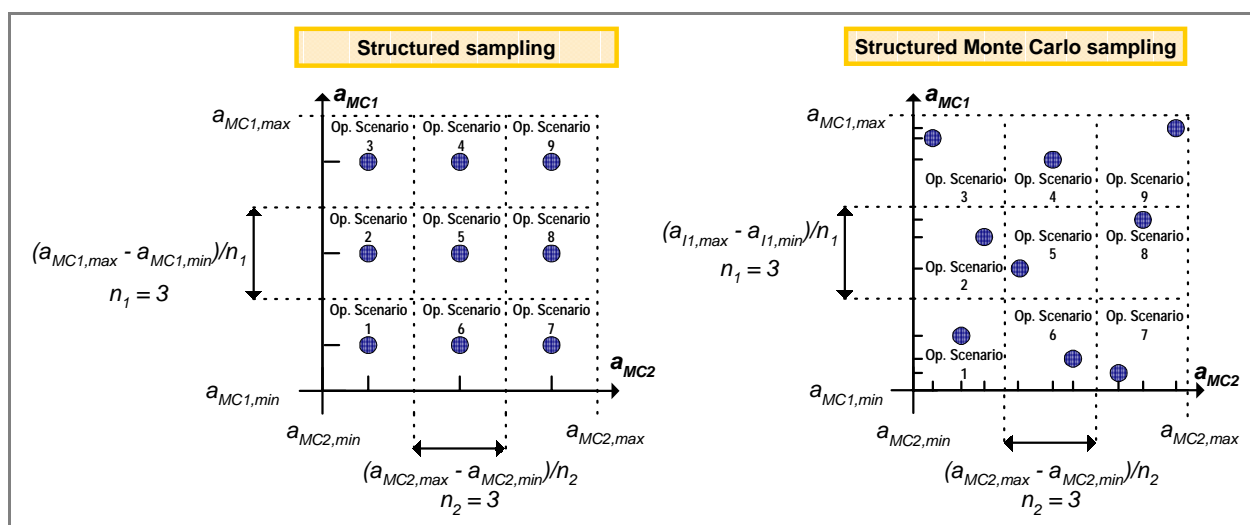 Structured sampling
a_MC1
a_MC1,max
Op. Scenario
3
Op. Scenario
4
Op. Scenario
9
(a_MC1,max - a_MC1,min)/n_1
n_1 = 3
Op. Scenario
2
Op. Scenario
5
Op. Scenario
8
Op. Scenario
1
Op. Scenario
6
Op. Scenario
7
a_MC2
a_MC1,min
a_MC2,min
a_MC2,max
(a_MC2,max - a_MC2,min)/n_2
n_2 = 3
Structured Monte Carlo sampling
a_MC1
a_MC1,max
Op. Scenario
3
Op. Scenario
4
Op. Scenario
9
(a_I1,max - a_I1,min)/n_1
n_1 = 3
Op. Scenario
2
Op. Scenario
5
Op. Scenario
8
Op. Scenario
1
Op. Scenario
6
Op. Scenario
7
a_MC2
a_MC1,min
a_MC2,min
a_MC2,max
(a_MC2,max - a_MC2,min)/n_2
n_2 = 3